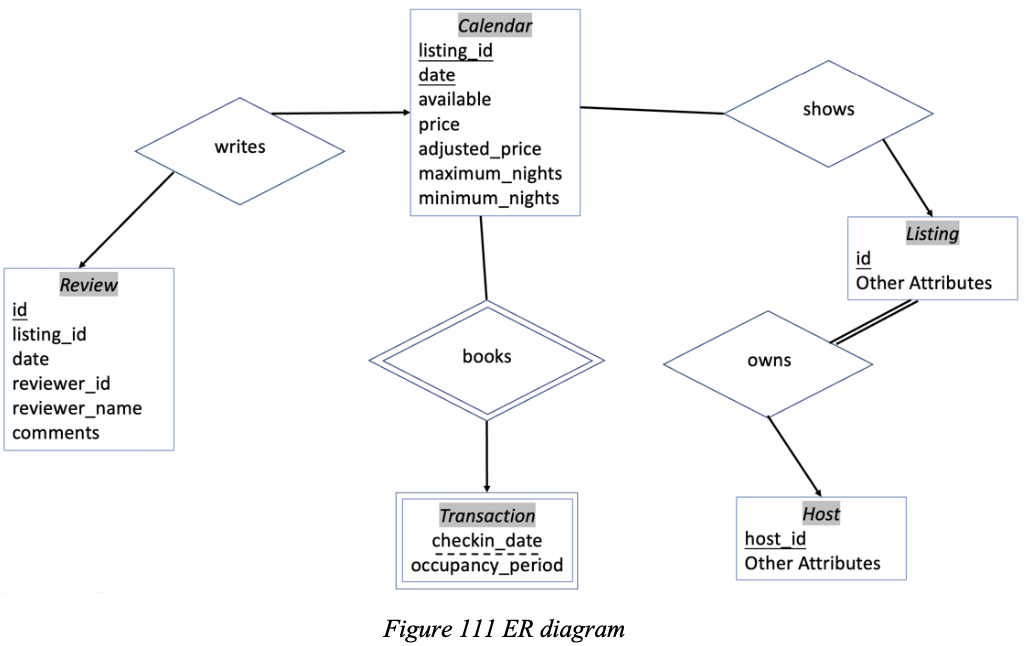 Calendar
listing_id
date
available
price
adjusted_price
maximum_nights
minimum_nights
writes
shows
Review
id
listing_id
date
reviewer_id
reviewer_name
comments
Listing
id
Other Attributes
books
owns
Transaction
checkin_date
occupancy_period
Host
host_id
Other Attributes
Figure 111 ER diagram